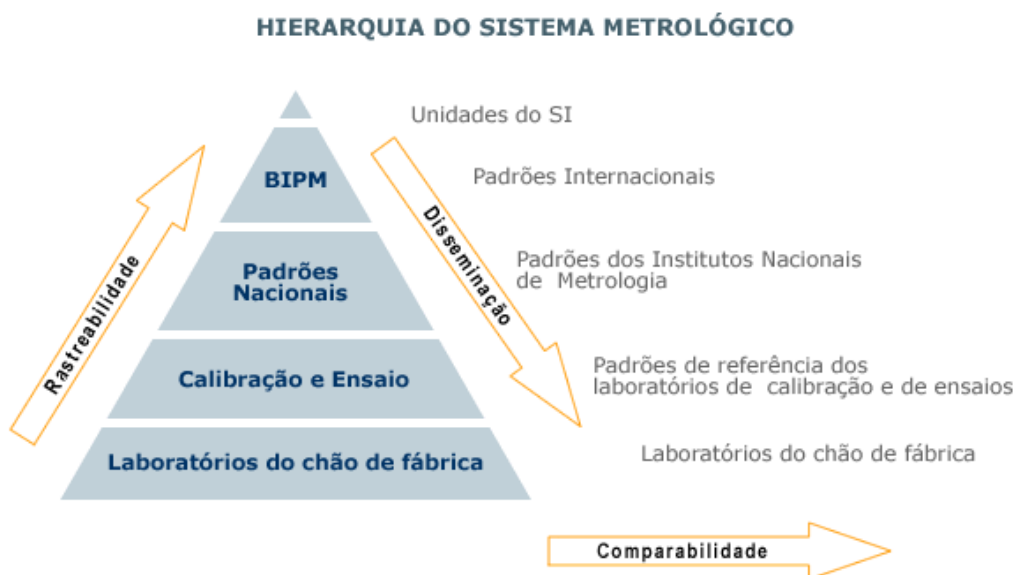 HIERARQUIA DO SISTEMA METROLÓGICO
Unidades do SI
BIPM
Padrões Internacionais
Disseminação
Rastreabilidade
Padrões
Nacionais
Padrões dos Institutos Nacionais
de  Metrologia
Calibração e Ensaio
Padrões de referência dos
laboratórios de  calibração e de ensaios
Laboratórios do chão de fábrica
Laboratórios do chão de fábrica
Comparabilidade